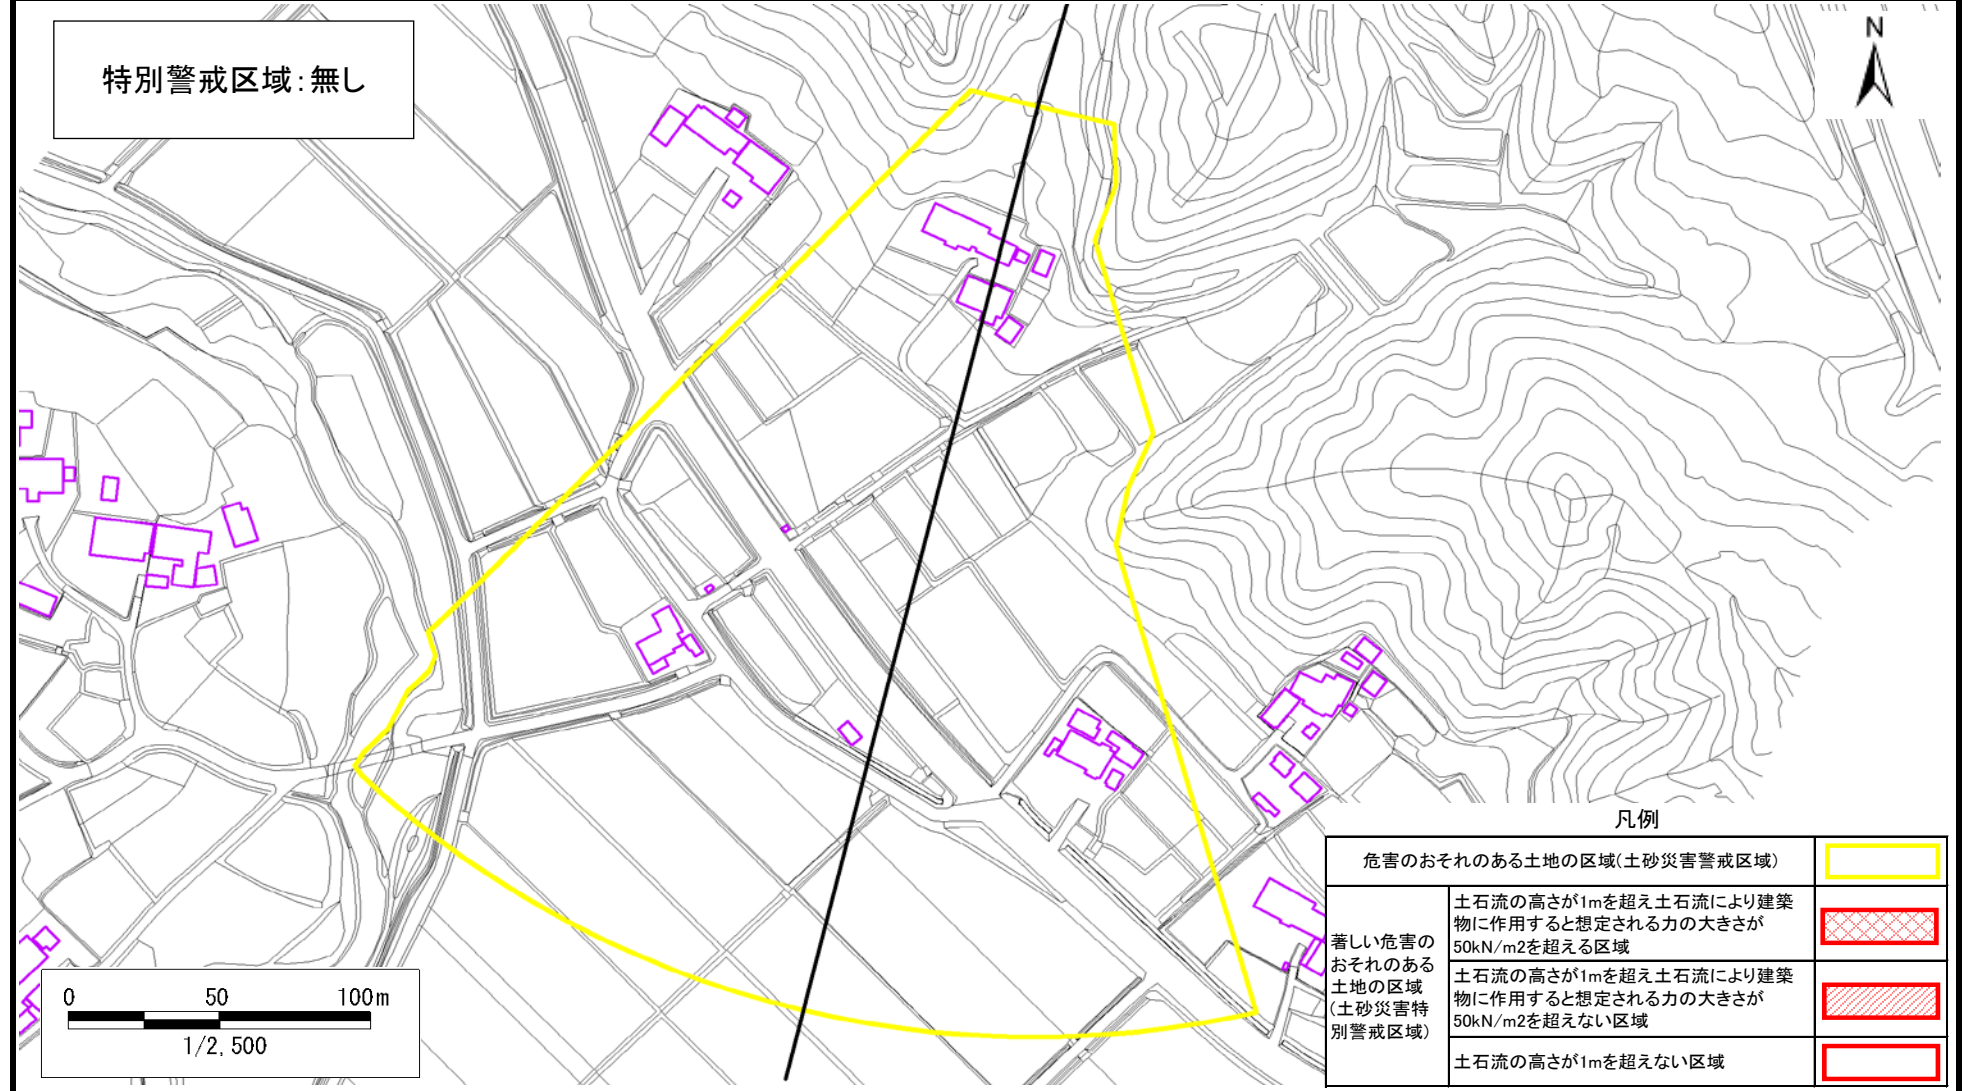 特別警戒区域:無し
N
凡例
危害のおそれのある土地の区域(土砂災害警戒区域)
著しい危害の
おそれのある
土地の区域
(土砂災害特
別警戒区域)
土石流の高さが1mを超え土石流により建築
物に作用すると想定される力の大きさが
50kN/m2を超える区域
土石流の高さが1mを超え土石流により建築
物に作用すると想定される力の大きさが
50kN/m2を超えない区域
土石流の高さが1mを超えない区域
0 50 100m
1/2,500